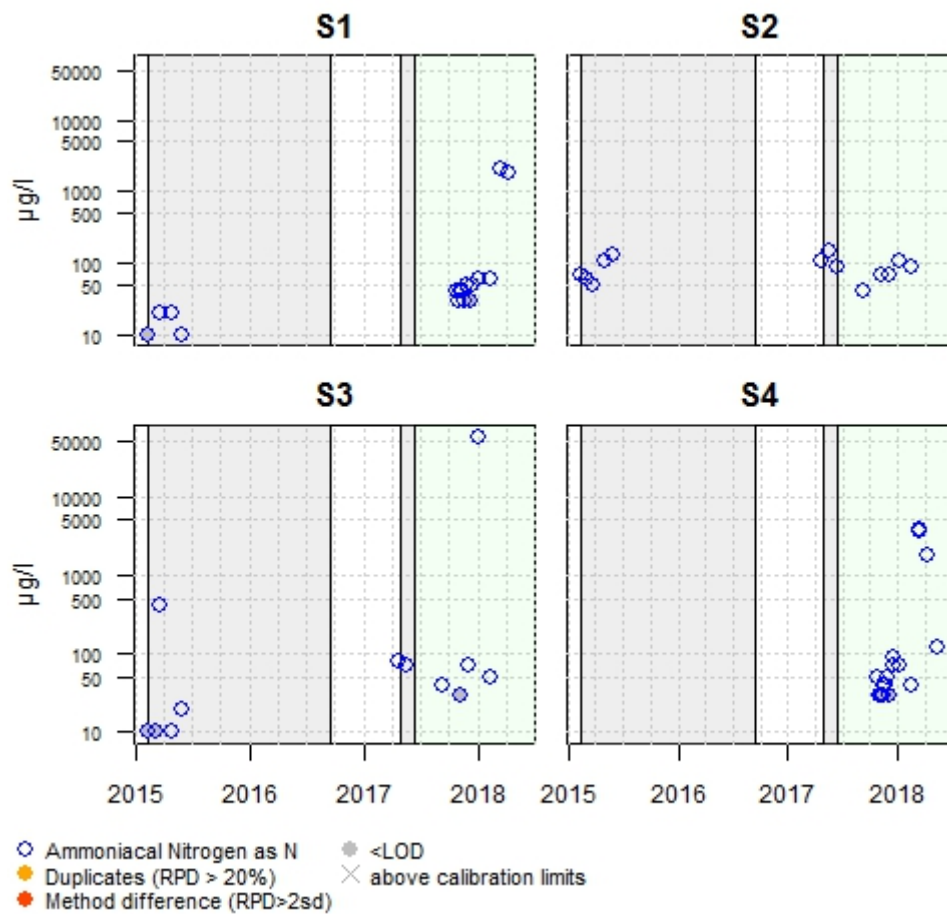 S1 S2
50000
10000
5000
1000
500
100
50
10
µg/l
S3 S4
50000
10000
5000
1000
500
100
50
10
µg/l
2015 2016 2017 2018 2015 2016 2017 2018
Ammoniacal Nitrogen as N <LOD
Duplicates (RPD > 20%) above calibration limits
Method difference (RPD>2sd)